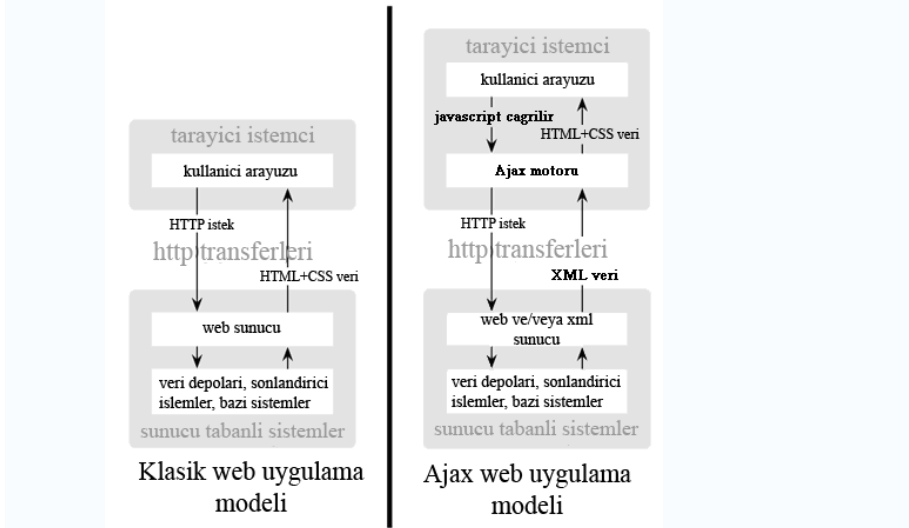 tarayici istemci
kullanici arayuzu
HTTP istek
http transferleri
HTML+CSS veri
web sunucu
veri depolari, sonlandirici
islemler, bazi sistemler
sunucu tabanli sistemler
Klasik web uygulama
modeli
tarayici istemci
kullanici arayuzu
javascript cagrilir
HTML+CSS veri
Ajax motoru
HTTP istek
http transferleri
XML veri
web ve/veya xml
sunucu
veri depolari, sonlandirici
islemler, bazi sistemler
sunucu tabanli sistemler
Ajax web uygulama
modeli